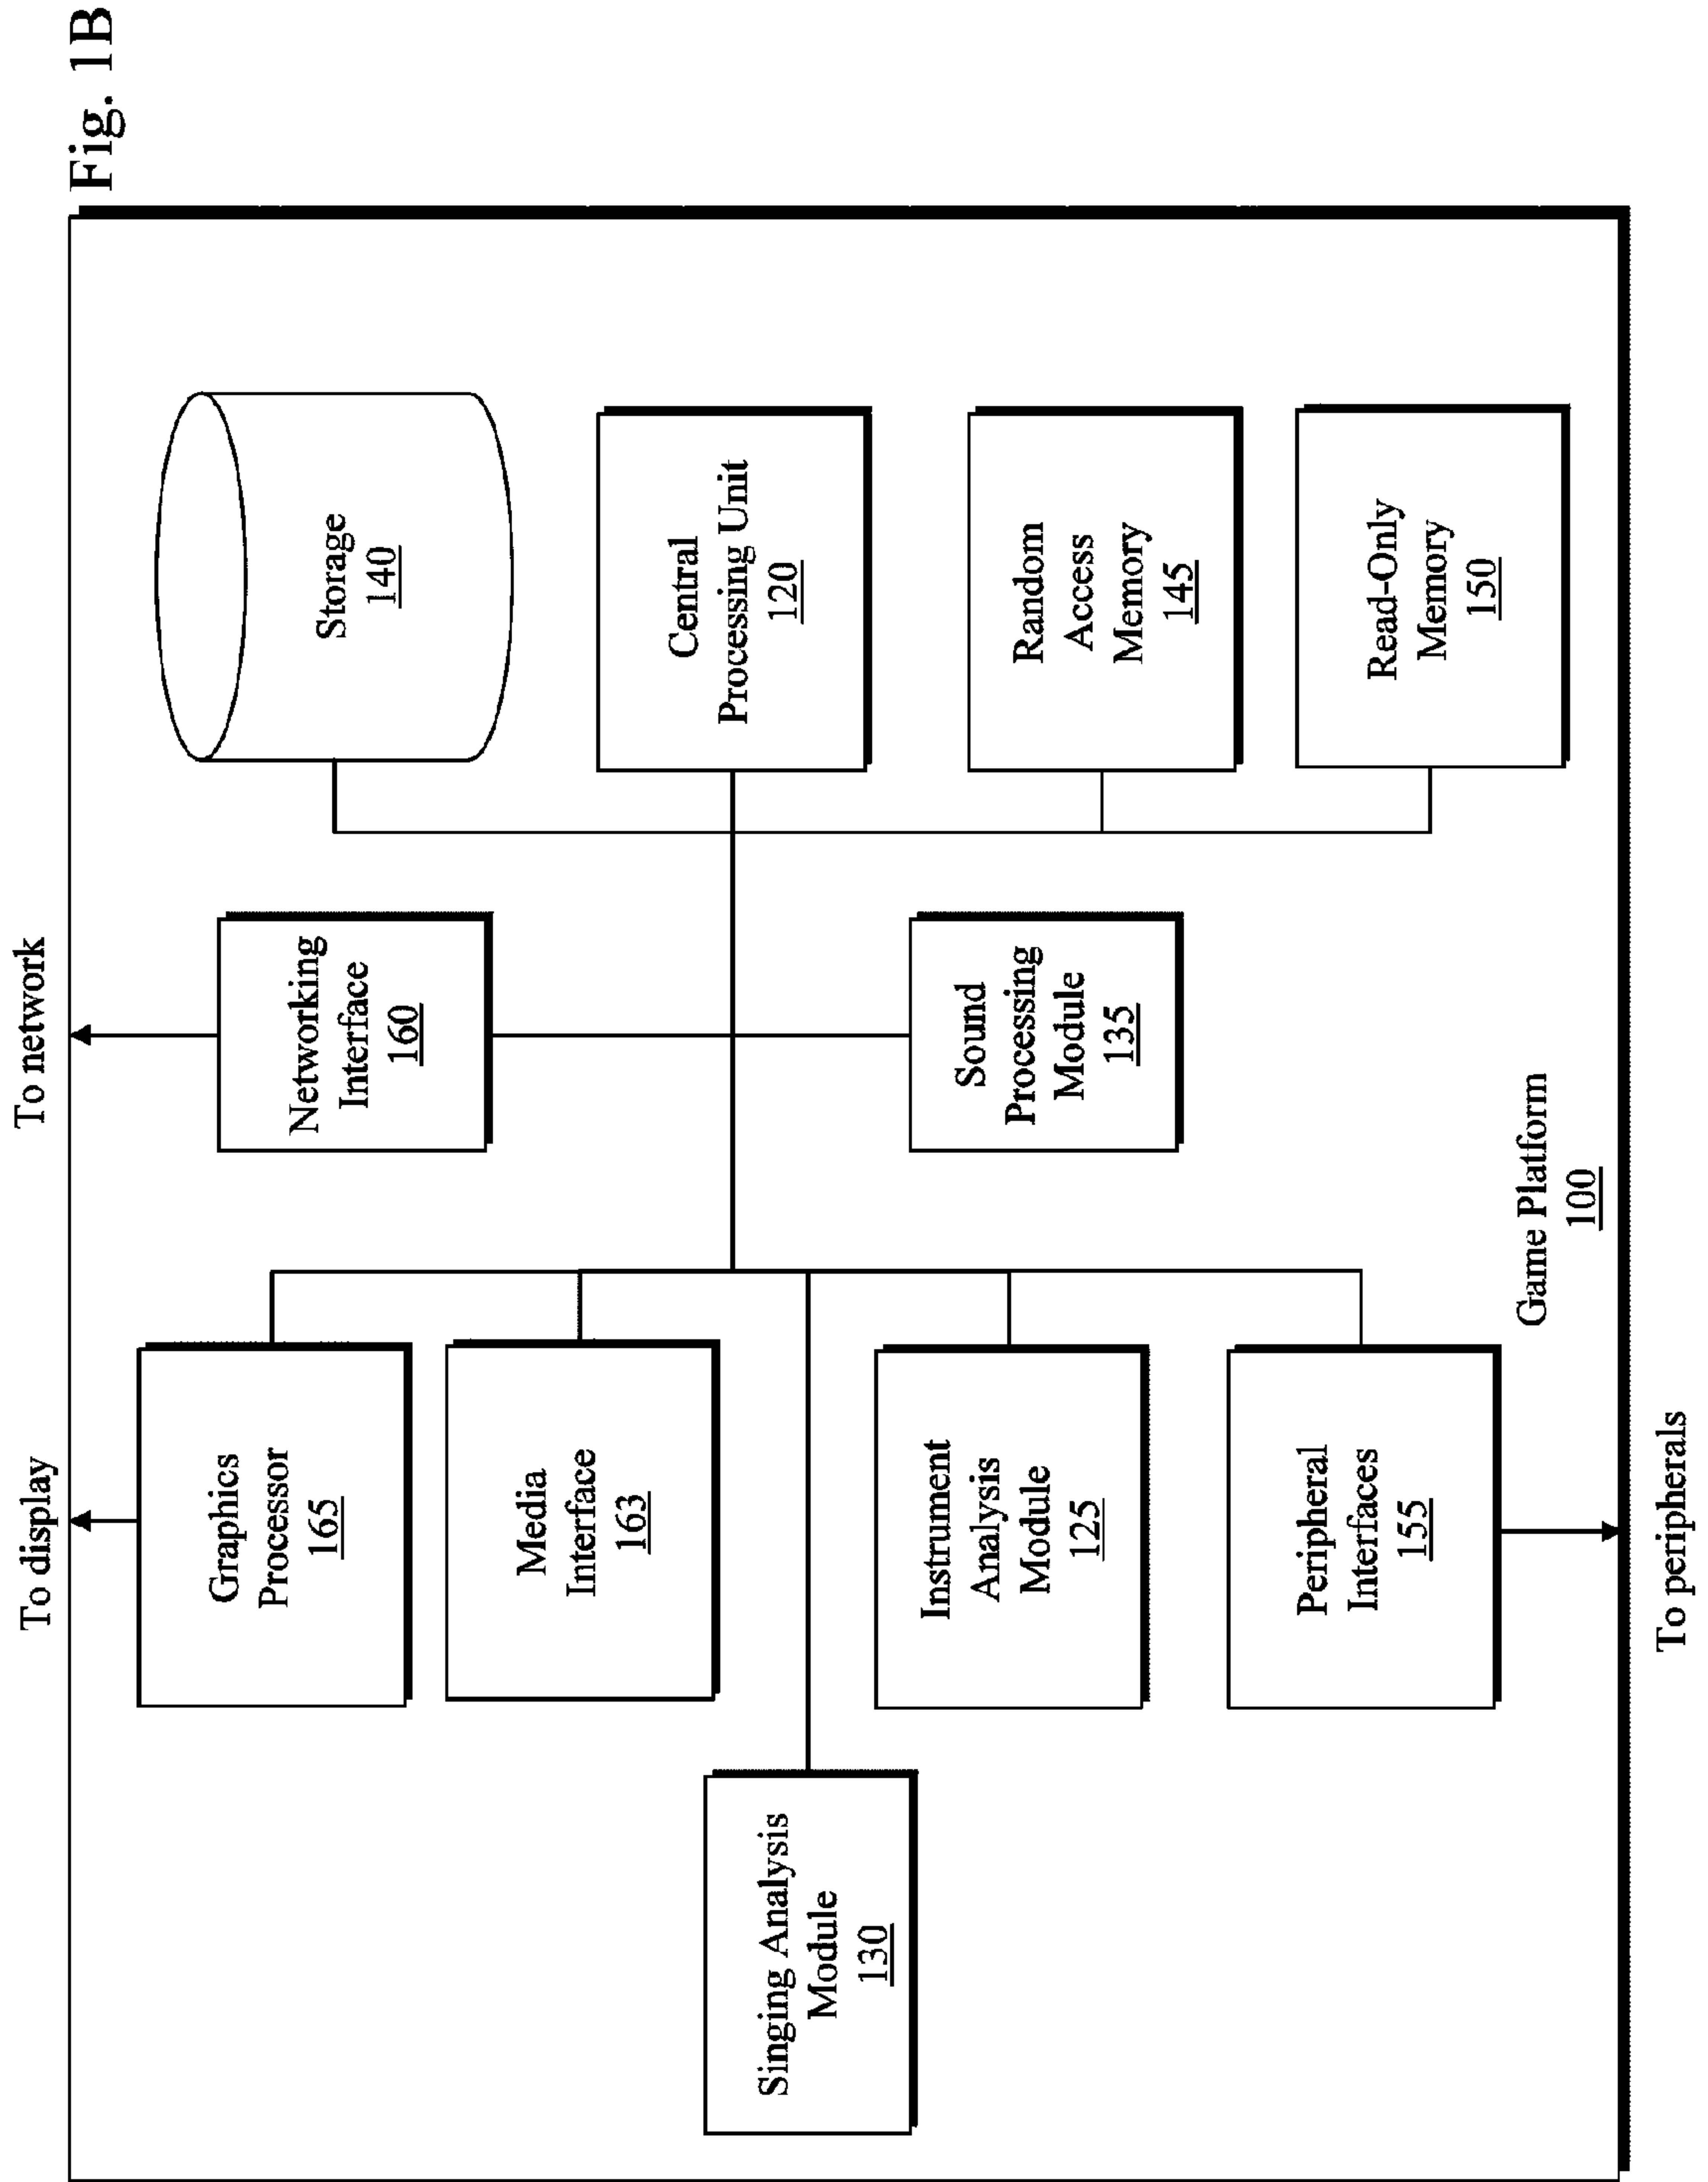 Fig. 1B
To display
To network
Graphics
Processor
165
Networking
Interface
160
Storage
140
Media
Interface
163
Central
Processing Unit
120
Singing Analysis
Module
130
Instrument
Analysis
Module
125
Sound
Processing
Module
135
Random
Access
Memory
145
Peripheral
Interfaces
155
Read-Only
Memory
150
Game Platform
100
To peripherals